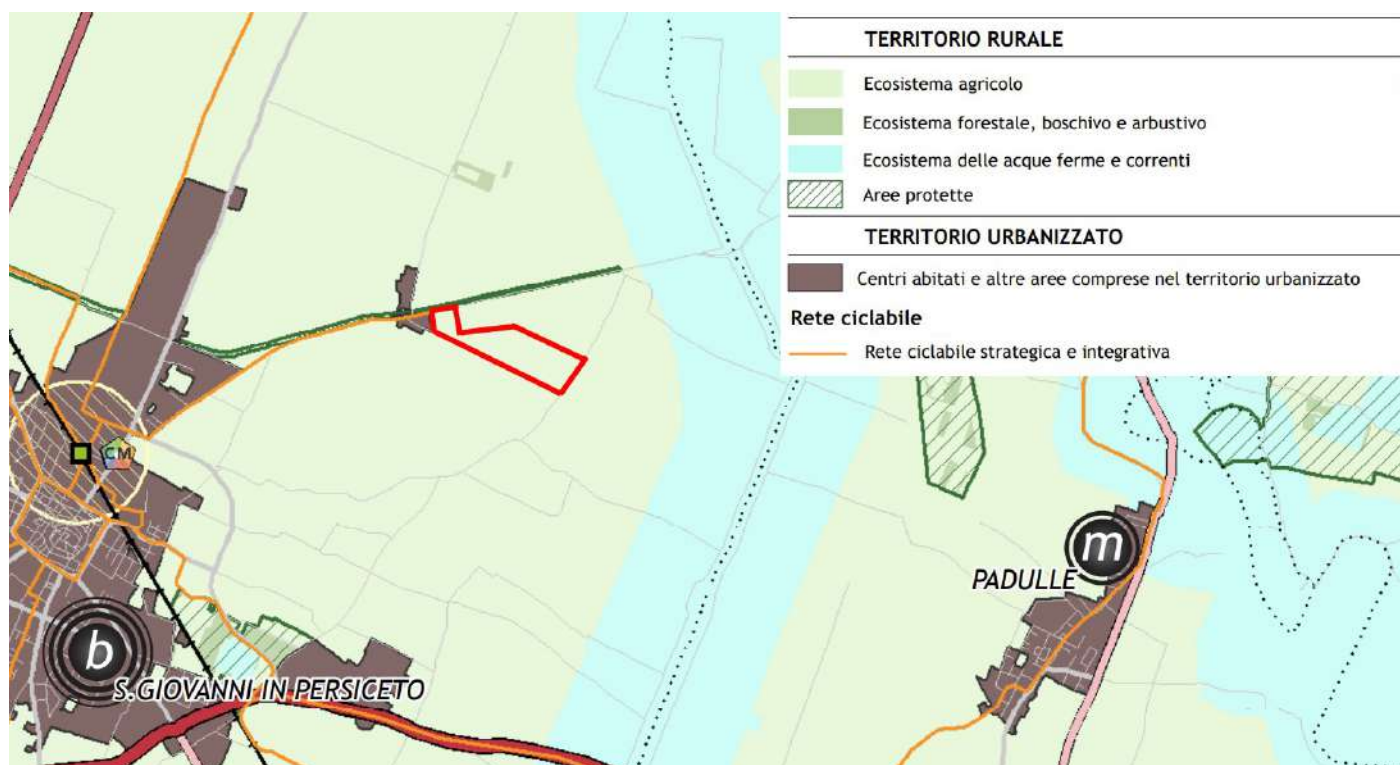 TERRITORIO RURALE
Ecosistema agricolo
Ecosistema forestale, boschivo e arbustivo
Ecosistema delle acque ferme e correnti
Aree protette
TERRITORIO URBANIZZATO
Centri abitati e altre aree comprese nel territorio urbanizzato
Rete ciclabile
Rete ciclabile strategica e integrativa
CM
m
PADULLE
b
S.GIOVANNI IN PERSICETO